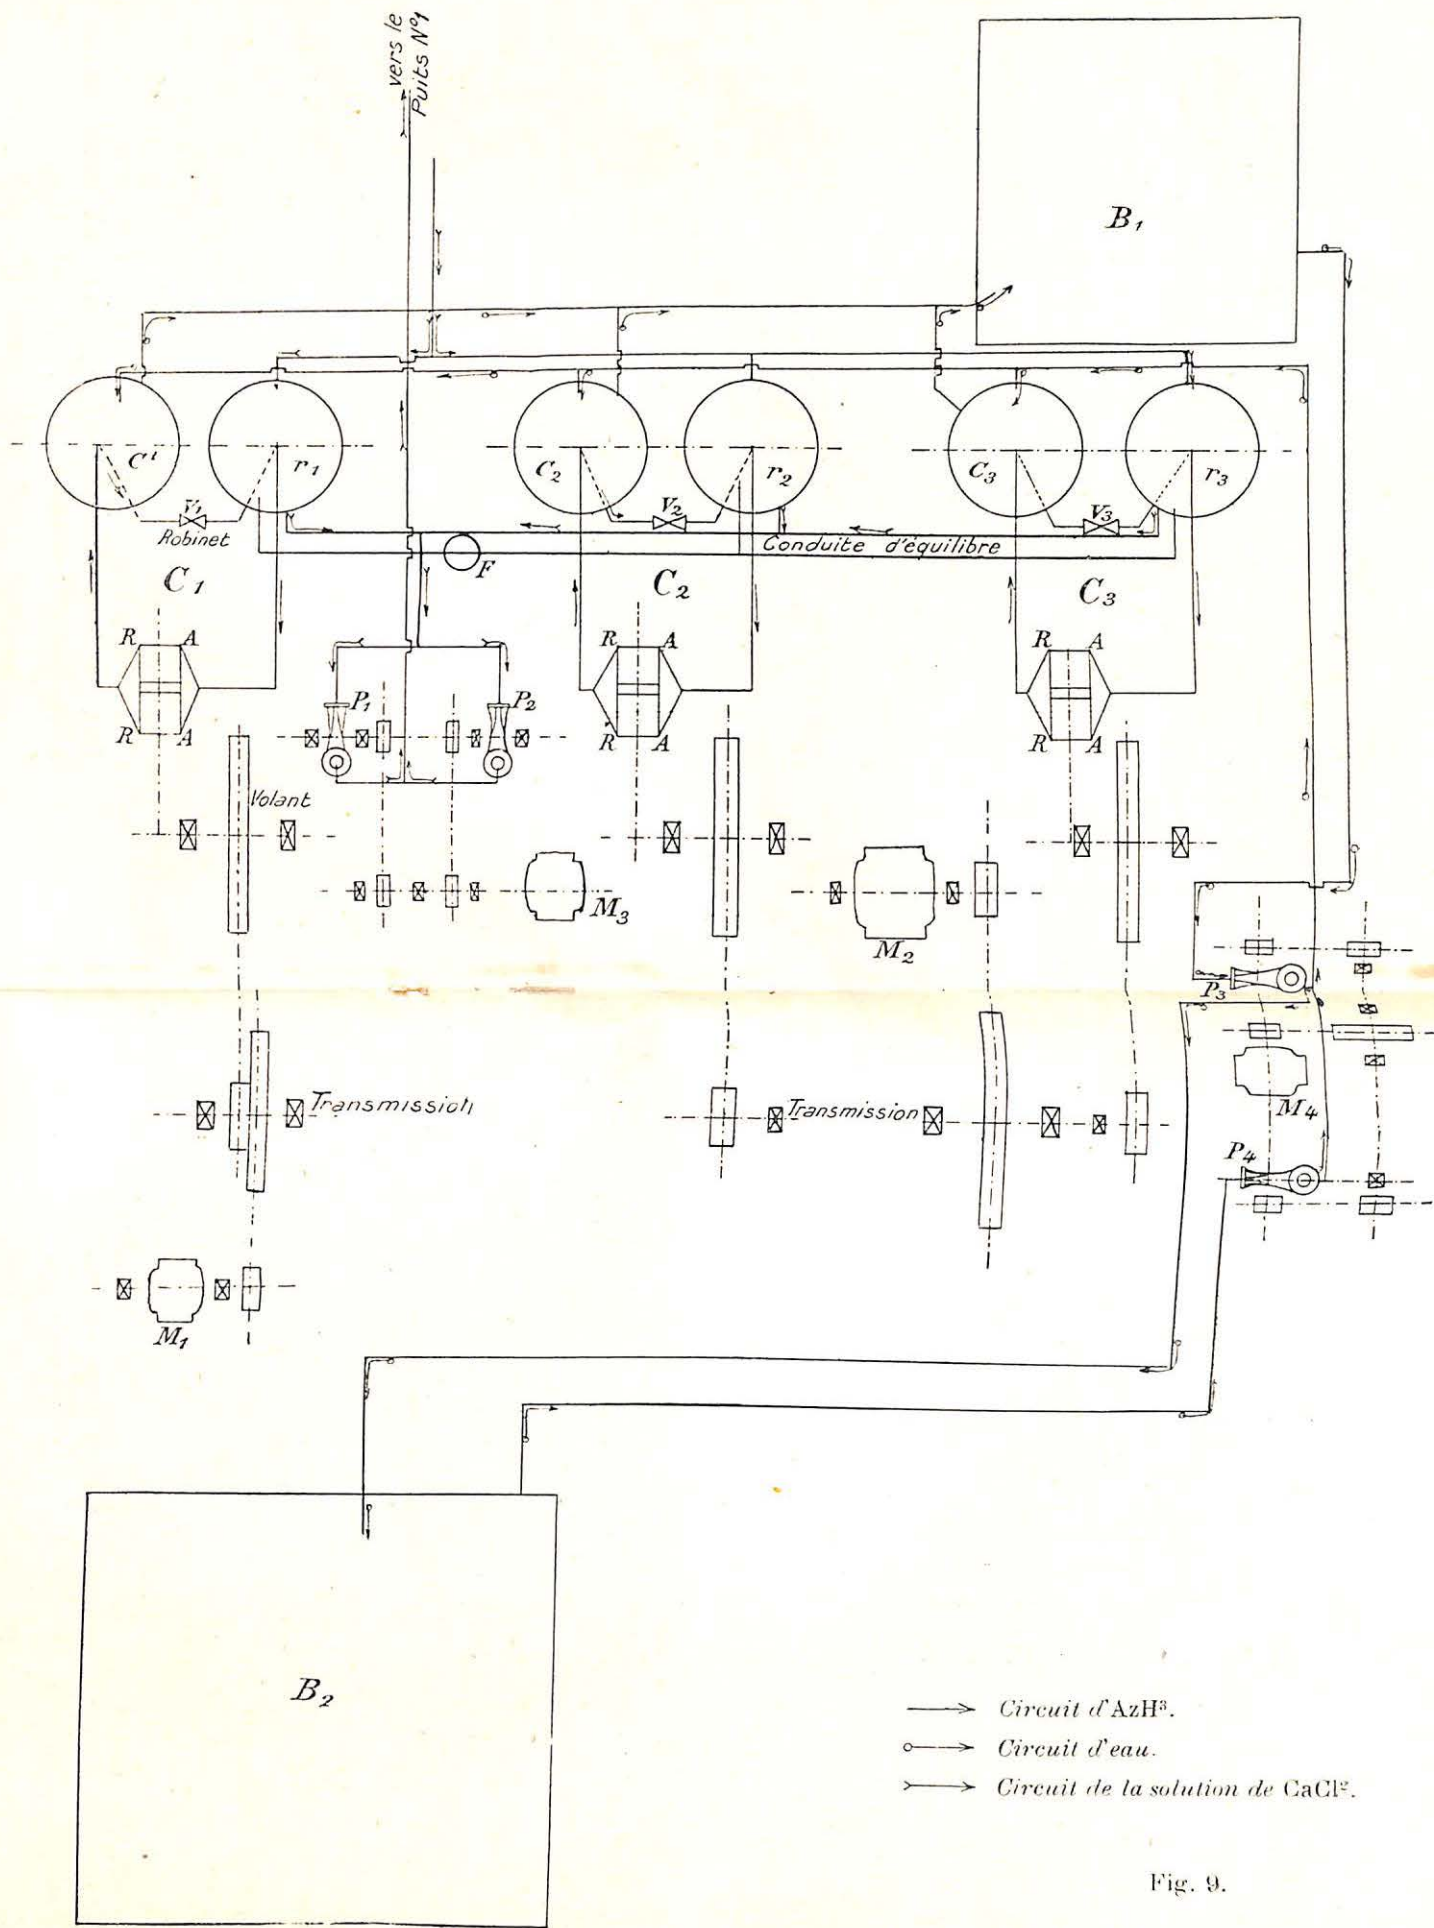 vers le
Puits Nº1
B1
C1
r1
C2
r2
C3
r3
V1
Robinet
V2
V3
Conduite d'équilibre
F
C1
C2
C3
R A
R A
R A
P1
P2
R A
R A
R A
Volant
M3
M2
P3
Transmission
Transmission
M4
P4
M1
B2
Circuit d'AzH³.
Circuit d'eau.
Circuit de la solution de CaCl².
Fig. 9.